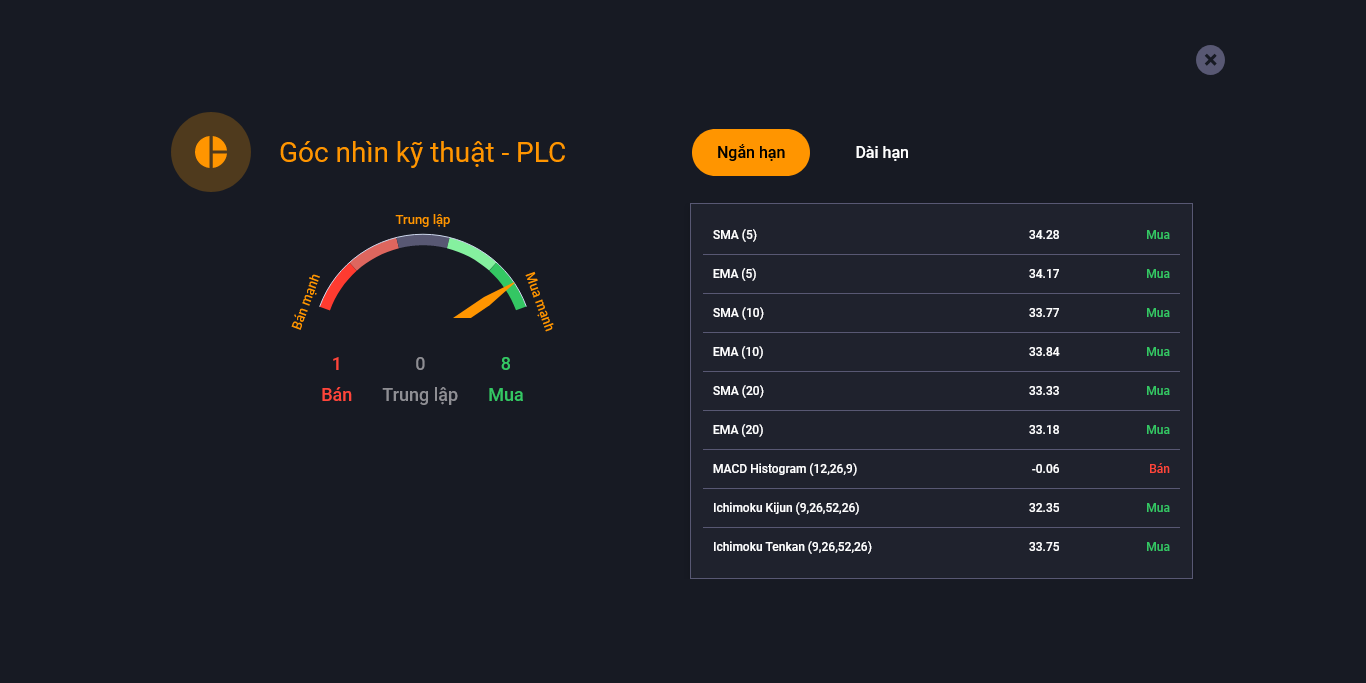 Góc nhìn kỹ thuật - PLC
Trung lập
Bán mạnh
Mua mạnh
1 0 8
Bán Trung lập Mua
Ngắn hạn Dài hạn
SMA (5) 34.28 Mua
EMA (5) 34.17 Mua
SMA (10) 33.77 Mua
EMA (10) 33.84 Mua
SMA (20) 33.33 Mua
EMA (20) 33.18 Mua
MACD Histogram (12,26,9) -0.06 Bán
Ichimoku Kijun (9,26,52,26) 32.35 Mua
Ichimoku Tenkan (9,26,52,26) 33.75 Mua